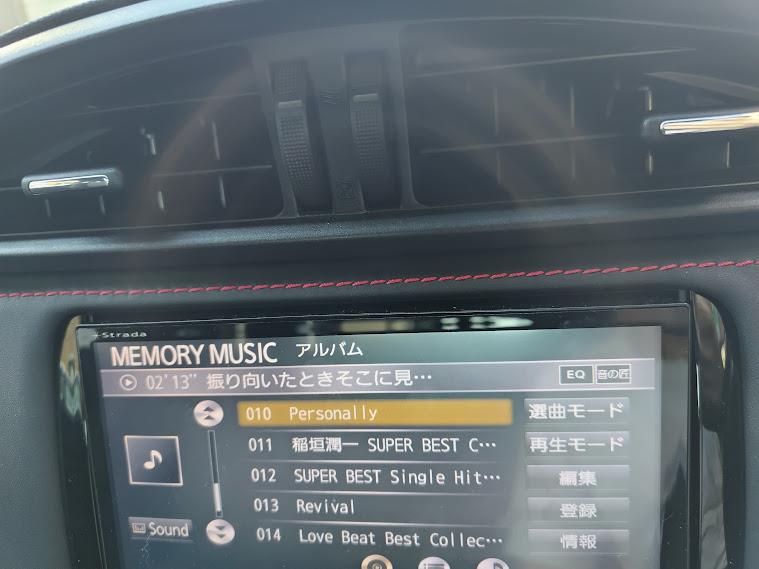 Strada
MEMORY MUSIC アルバム
02'13" 振り向いたときそこに見… EQ 音の匠
010 Personally 選曲モード
011 稲垣潤一 SUPER BEST C… 再生モード
012 SUPER BEST Single Hit… 編集
013 Revival 登録
Sound 014 Love Beat Best Collec… 情報